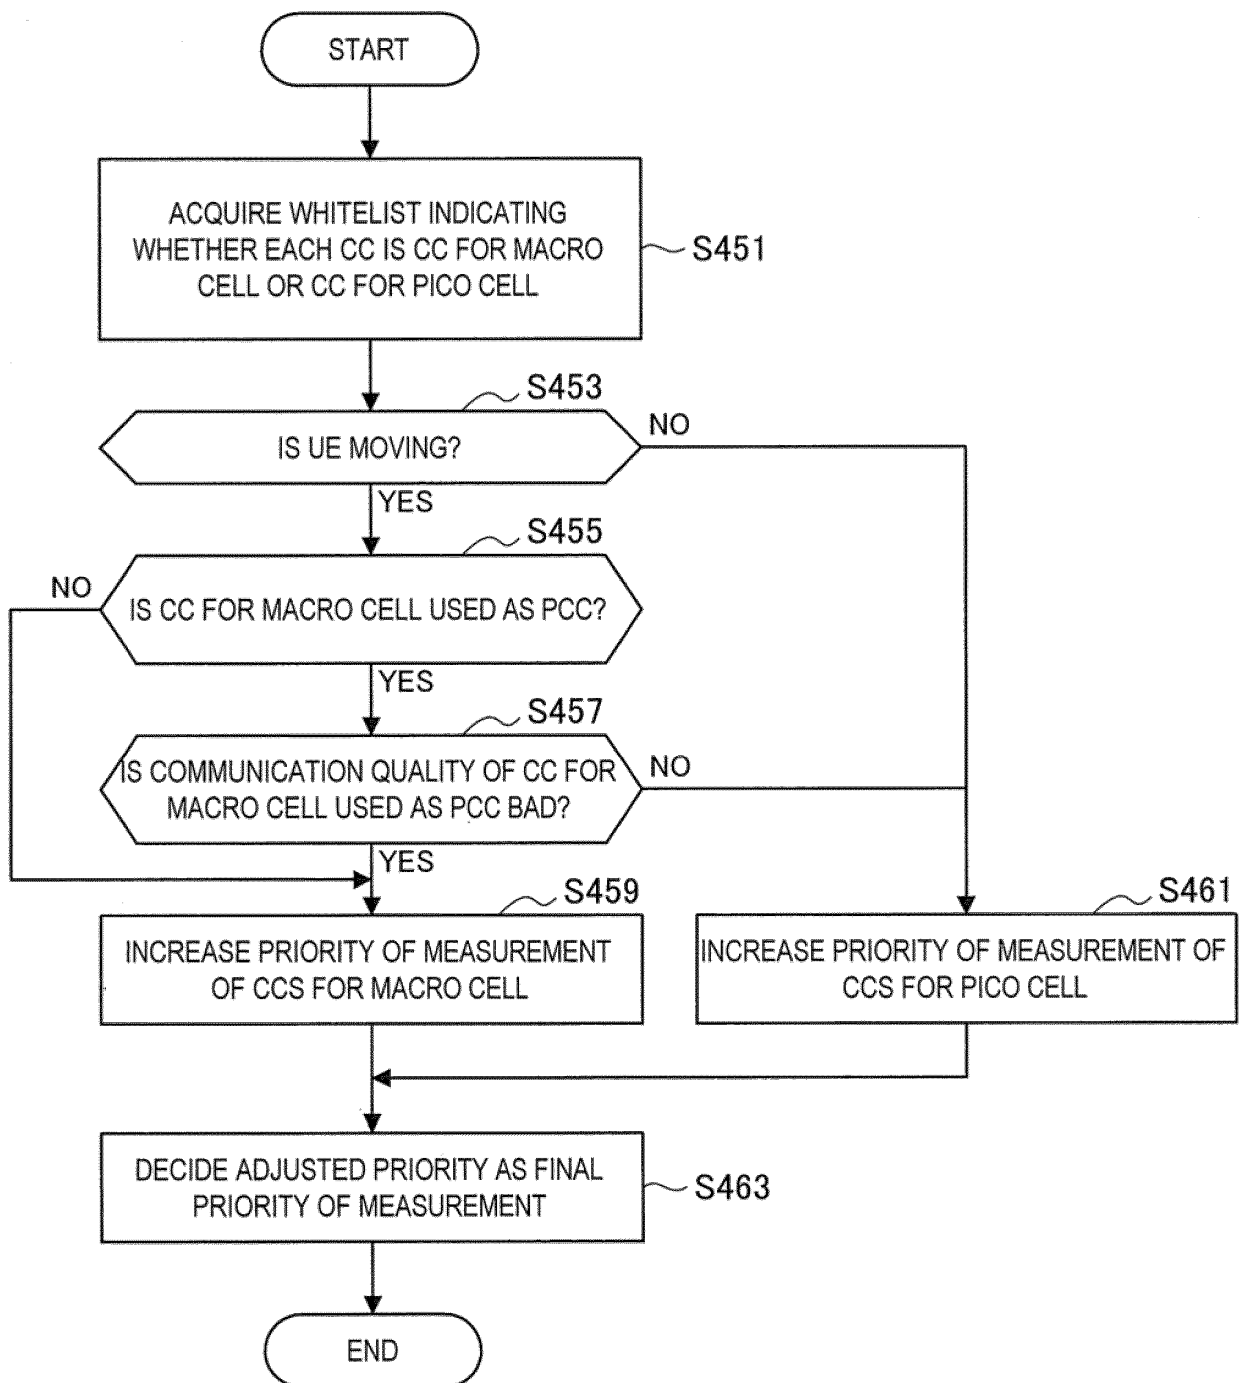 START
ACQUIRE WHITELIST INDICATING
WHETHER EACH CC IS CC FOR MACRO
CELL OR CC FOR PICO CELL
S451
S453
IS UE MOVING?
NO
YES
S455
NO
IS CC FOR MACRO CELL USED AS PCC?
YES
S457
IS COMMUNICATION QUALITY OF CC FOR
MACRO CELL USED AS PCC BAD?
NO
YES
S459
INCREASE PRIORITY OF MEASUREMENT
OF CCS FOR MACRO CELL
S461
INCREASE PRIORITY OF MEASUREMENT OF
CCS FOR PICO CELL
DECIDE ADJUSTED PRIORITY AS FINAL
PRIORITY OF MEASUREMENT
S463
END